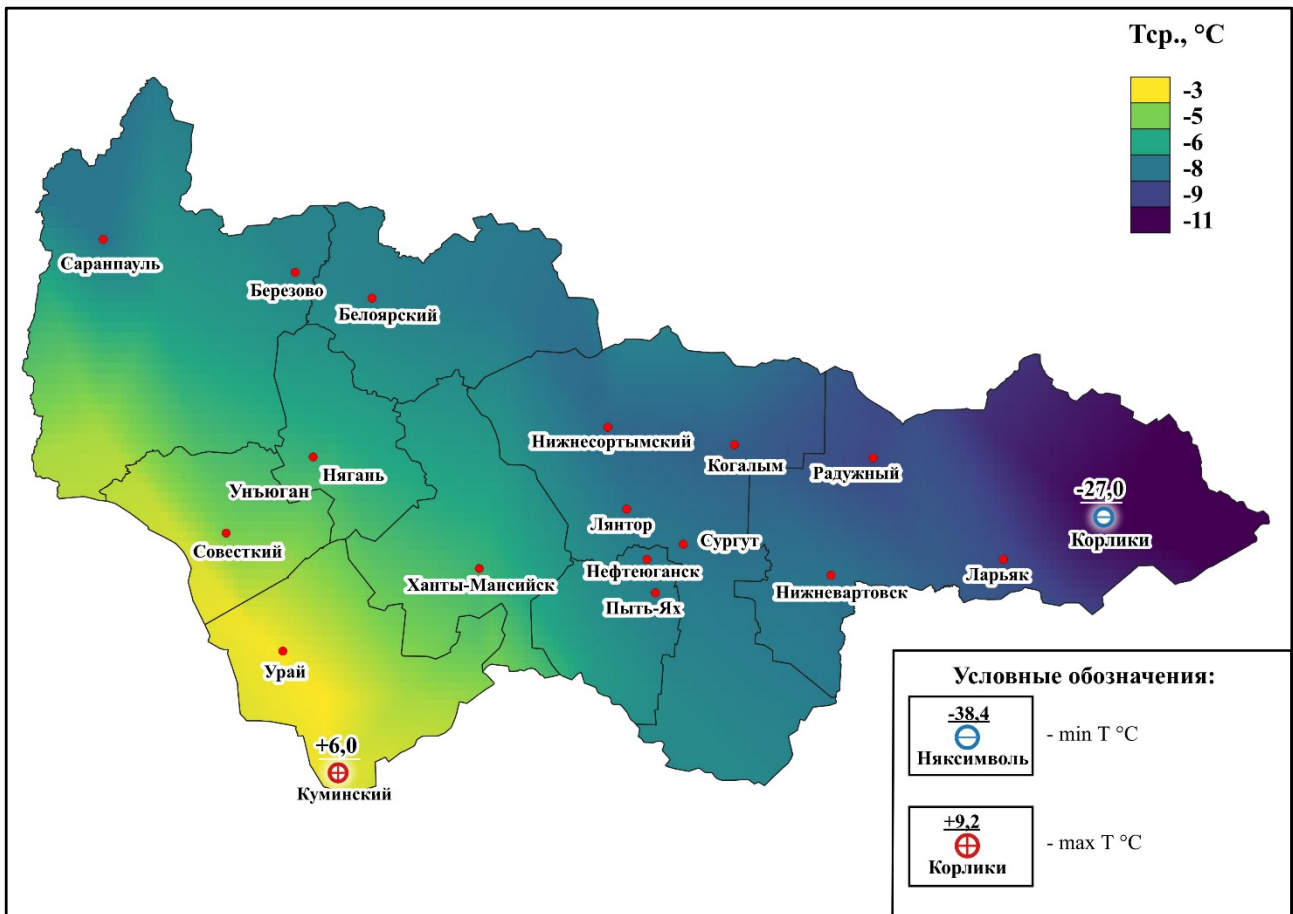 Тср., °С
-3
-5
-6
-8
-9
-11
Саранпауль
Березово
Белоярский
Нижнесортымский
Когалым
Радужный
Нягань
Унъюган
-27,0
Корлики
Лянтор
Совесткий
Сургут
Нефтеюганск
Ханты-Мансийск
Ларьяк
Нижневартовск
Пыть-Ях
Урай
+6,0
Куминский
Условные обозначения:
-38,4
- min T °C
Няксимволь
+9,2
- max T °C
Корлики